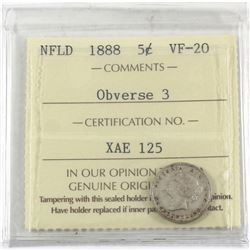 NFLD 1888 5¢ VF-20
— COMMENTS —
Obverse 3
— CERTIFICATION NO. —
XAE 125
IN OUR OPINION
GENUINE ORIGI
Tampering with this sealed holder
Have holder replaced if inner